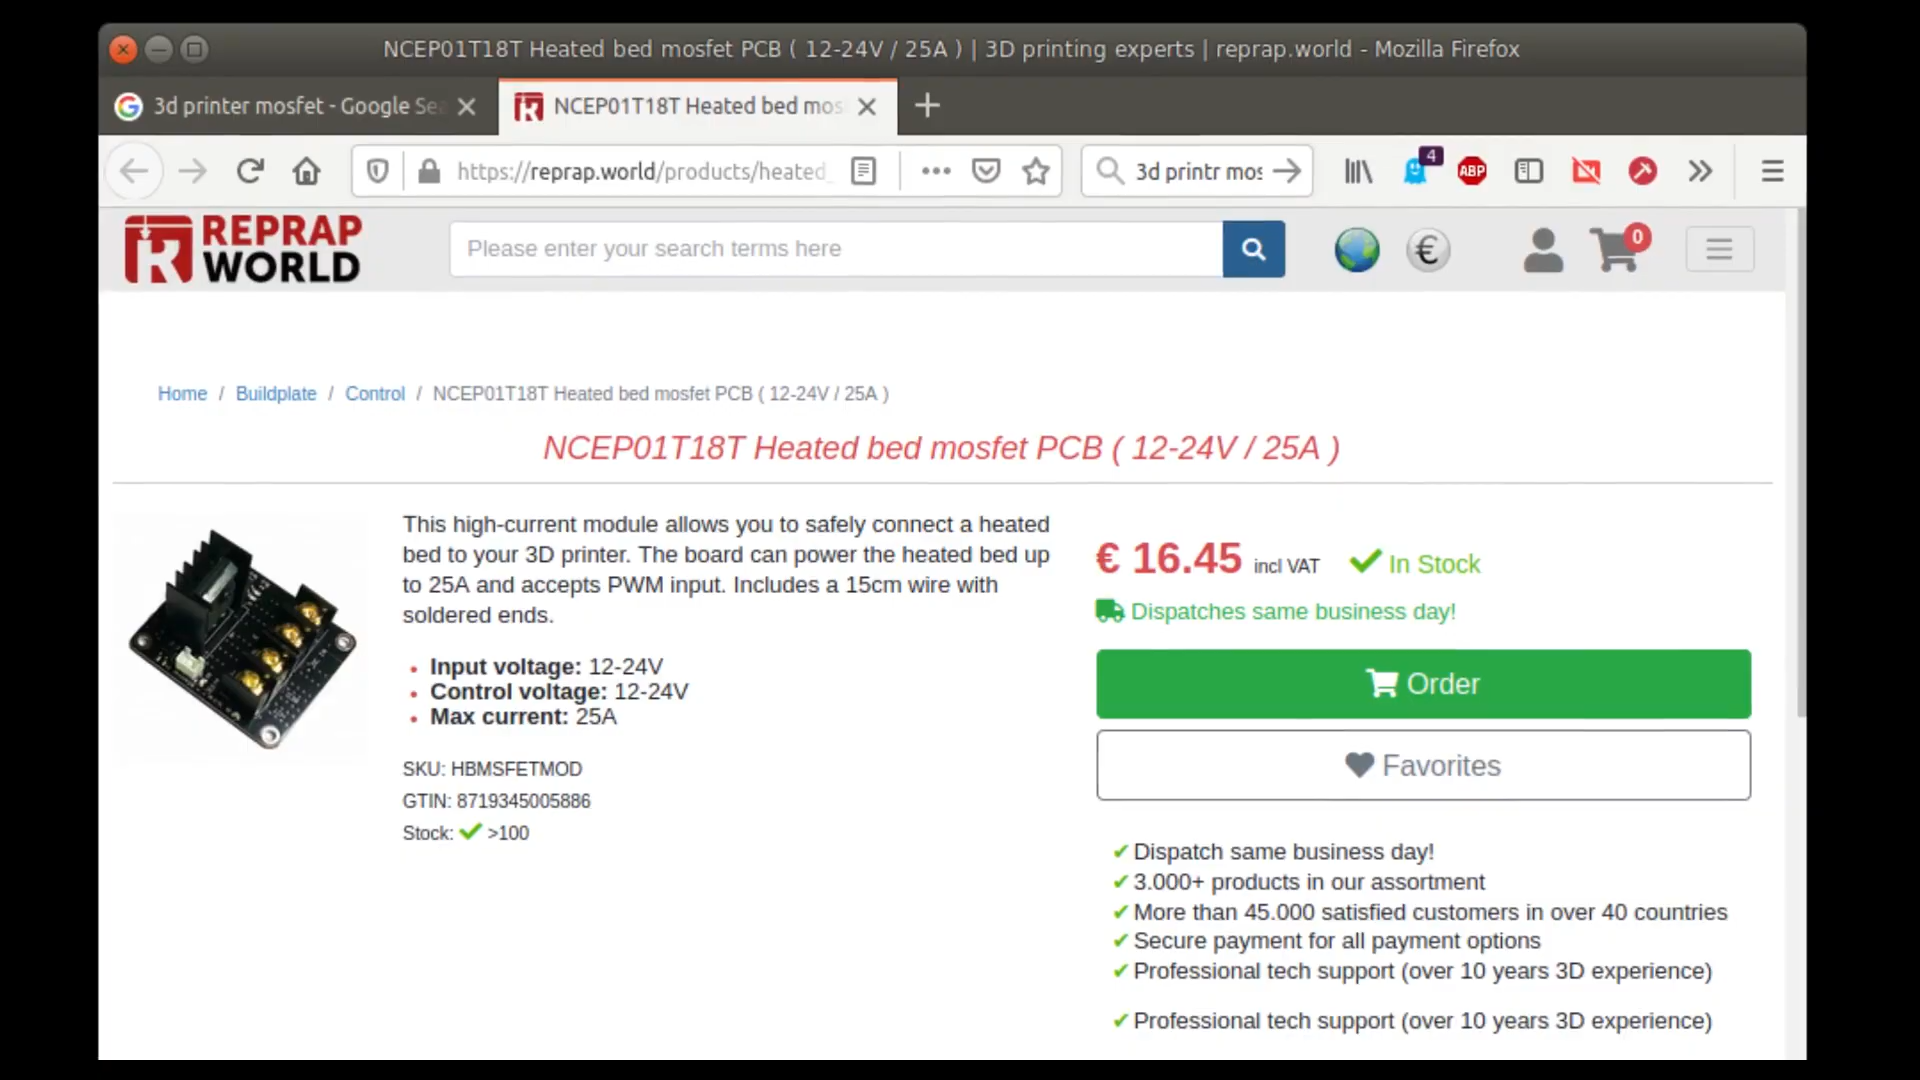 NCEP01T18T Heated bed mosfet PCB ( 12-24V / 25A ) | 3D printing experts | reprap.world - Mozilla Firefox
3d printer mosfet - Google Sea
NCEP01T18T Heated bed mos
https://reprap.world/products/heated_
3d printr mos
4
ABP
REPRAP
WORLD
Please enter your search terms here
€
0
Home / Buildplate / Control / NCEP01T18T Heated bed mosfet PCB ( 12-24V / 25A )
NCEP01T18T Heated bed mosfet PCB ( 12-24V / 25A )
This high-current module allows you to safely connect a heated
bed to your 3D printer. The board can power the heated bed up
to 25A and accepts PWM input. Includes a 15cm wire with
soldered ends.
Input voltage: 12-24V
Control voltage: 12-24V
Max current: 25A
SKU: HBMSFETMOD
GTIN: 8719345005886
Stock: ✔ >100
€ 16.45 incl VAT ✔ In Stock
Dispatches same business day!
Order
Favorites
✔ Dispatch same business day!
✔ 3.000+ products in our assortment
✔ More than 45.000 satisfied customers in over 40 countries
✔ Secure payment for all payment options
✔ Professional tech support (over 10 years 3D experience)
✔ Professional tech support (over 10 years 3D experience)